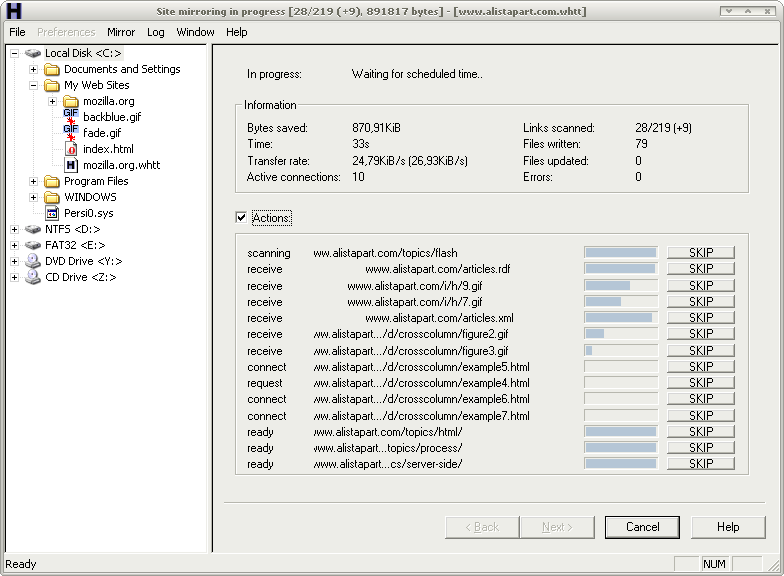 Site mirroring in progress [28/219 (+9), 891817 bytes] - [www.alistapart.com.whtt]
File Preferences Mirror Log Window Help
Local Disk <C:>
Documents and Settings
My Web Sites
mozilla.org
backblue.gif
fade.gif
index.html
mozilla.org.whtt
Program Files
WINDOWS
Persi0.sys
NTFS <D:>
FAT32 <E:>
DVD Drive <Y:>
CD Drive <Z:>
In progress: Waiting for scheduled time..
Information
Bytes saved: 870,91KiB Links scanned: 28/219 (+9)
Time: 33s Files written: 79
Transfer rate: 24,79KiB/s (26,93KiB/s) Files updated: 0
Active connections: 10 Errors: 0
Actions:
scanning ww.alistapart.com/topics/flash SKIP
receive www.alistapart.com/articles.rdf SKIP
receive www.alistapart.com/i/h/9.gif SKIP
receive www.alistapart.com/i/h/7.gif SKIP
receive www.alistapart.com/articles.xml SKIP
receive ww.alistapart.../d/crosscolumn/figure2.gif SKIP
receive ww.alistapart.../d/crosscolumn/figure3.gif SKIP
connect ww.alistapart.../d/crosscolumn/example5.html SKIP
request ww.alistapart.../d/crosscolumn/example4.html SKIP
connect ww.alistapart.../d/crosscolumn/example6.html SKIP
connect ww.alistapart.../d/crosscolumn/example7.html SKIP
ready ww.alistapart.com/topics/html/ SKIP
ready ww.alistapart...topics/process/ SKIP
ready ww.alistapart...cs/server-side/ SKIP
< Back Next > Cancel Help
Ready NUM